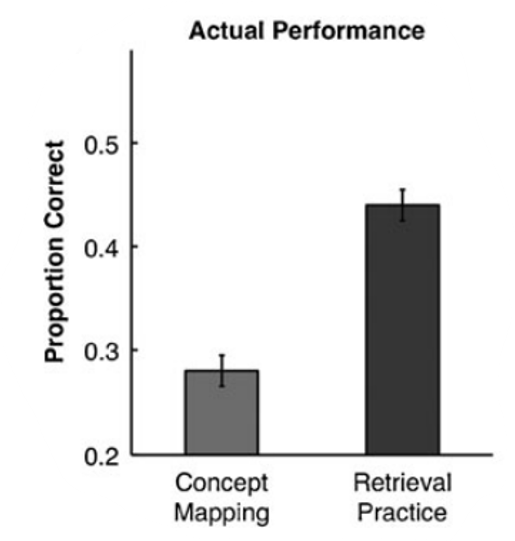 Actual Performance
Proportion Correct
0.5
0.4
0.3
0.2
Concept
Mapping
Retrieval
Practice